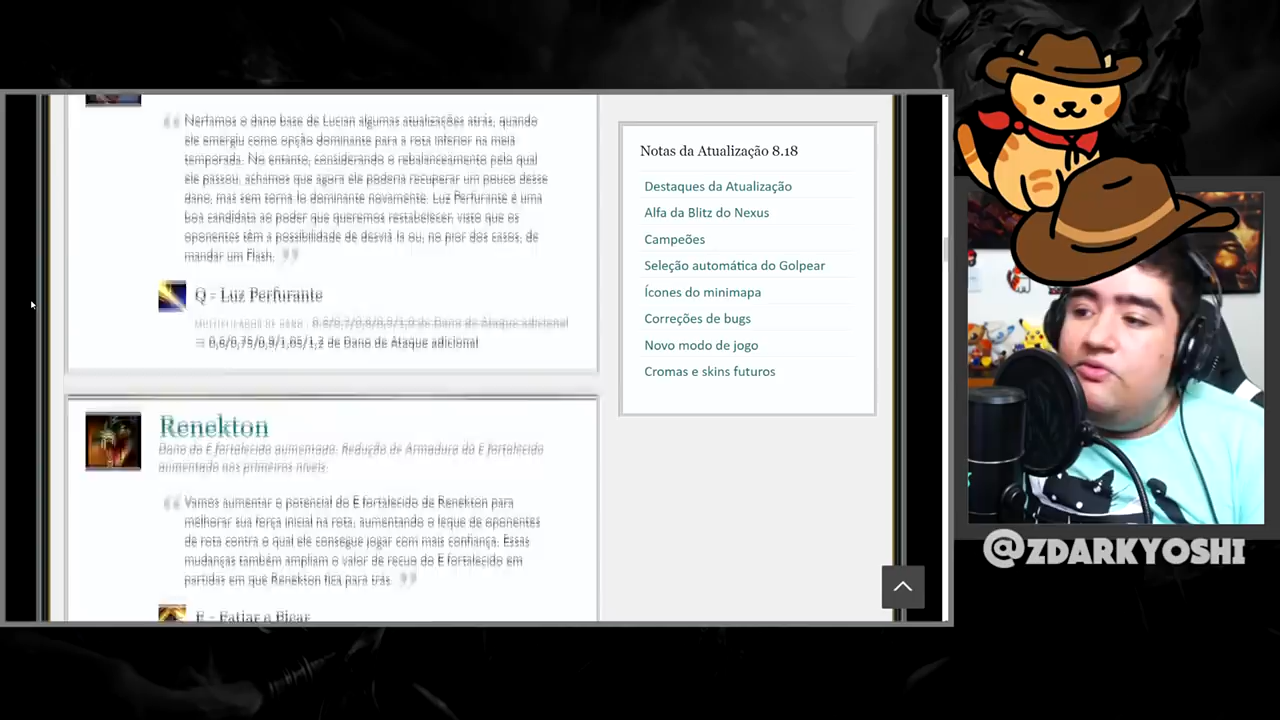 Nerfamos o dano base de Lucian algumas atualizações atrás, quando
ele emergiu como opção dominante para a rota inferior na meia
temporada. No entanto, considerando o rebalanceamento pelo qual
ele passou, achamos que agora ele poderia recuperar um pouco desse
dano, mas sem torná-lo dominante novamente. Luz Perfurante é uma
boa candidata ao poder que queremos restabelecer, visto que os
oponentes têm a possibilidade de desviá-la ou, no pior dos casos, de
mandar um Flash.
Q - Luz Perfurante
de Dano de Ataque adicional
⇒ 0,6/0,75/0,9/1,05/1,2 de Dano de Ataque adicional
Renekton
Dano do E fortalecido aumentado. Redução de Armadura do E fortalecido
aumentado nos primeiros níveis.
Vamos aumentar o potencial do E fortalecido de Renekton para
melhorar sua força inicial na rota, aumentando o leque de oponentes
de rota contra o qual ele consegue jogar com mais confiança. Essas
mudanças também ampliam o valor de recuo do E fortalecido em
partidas em que Renekton fica para trás.
E - Fatiar e Picar
Notas da Atualização 8.18
Destaques da Atualização
Alfa da Blitz do Nexus
Campeões
Seleção automática do Golpear
Ícones do minimapa
Correções de bugs
Novo modo de jogo
Cromas e skins futuros
@ZDARKYOSHI